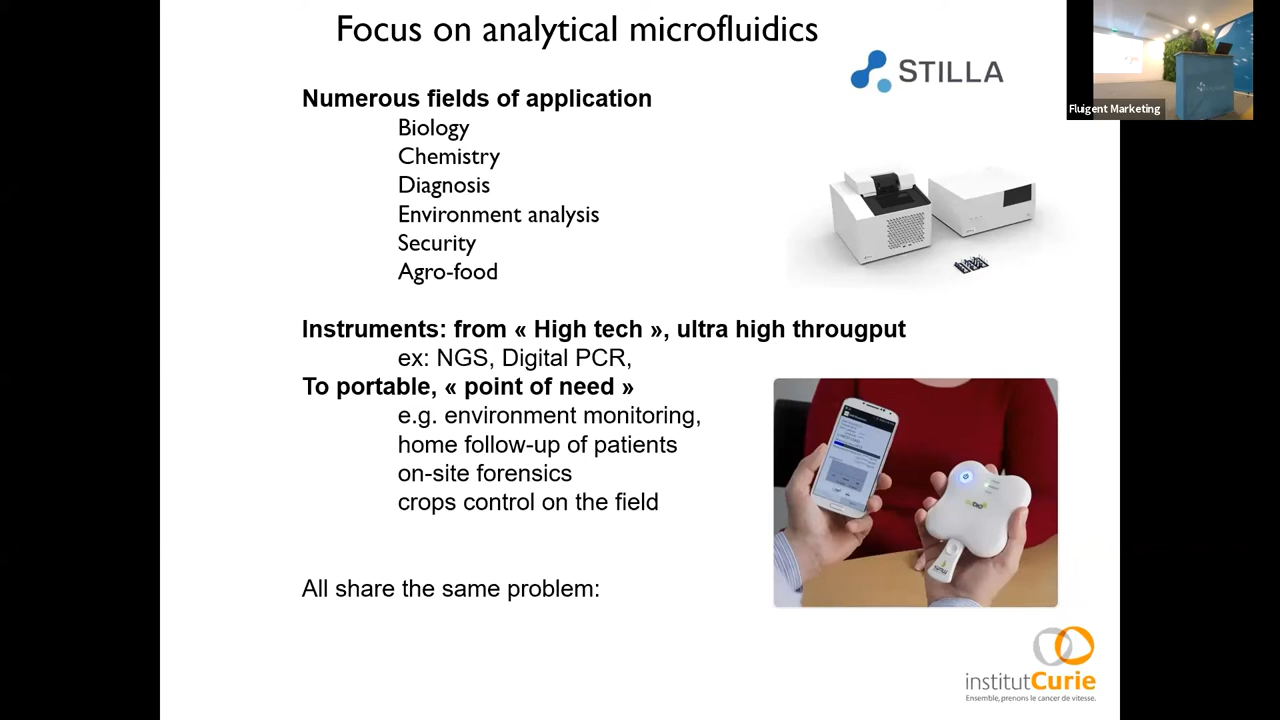 Focus on analytical microfluidics
STILLA
Fluigent Marketing
Numerous fields of application
Biology
Chemistry
Diagnosis
Environment analysis
Security
Agro-food
Instruments: from « High tech », ultra high througput
ex: NGS, Digital PCR,
To portable, « point of need »
e.g. environment monitoring,
home follow-up of patients
on-site forensics
crops control on the field
All share the same problem:
institutCurie
Ensemble, prenons le cancer de vitesse.